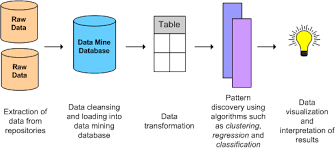 Raw
Data
Raw
Data
Data Mine
Database
Table
Extraction of
data from
repositories
Data cleansing
and loading into
data mining
database
Data
transformation
Pattern
discovery using
algorithms such
as clustering,
regression and
classification
Data
visualization
and
interpretation of
results